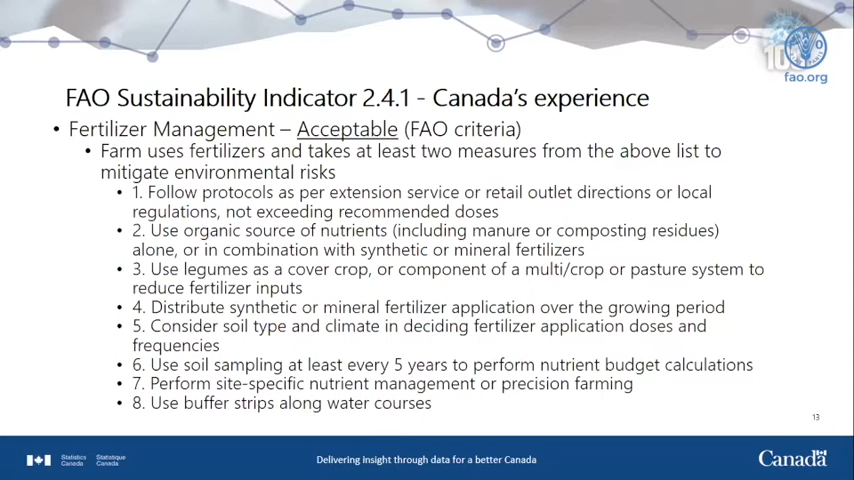 fao.org
FAO Sustainability Indicator 2.4.1 - Canada's experience
• Fertilizer Management – Acceptable (FAO criteria)
• Farm uses fertilizers and takes at least two measures from the above list to
mitigate environmental risks
• 1. Follow protocols as per extension service or retail outlet directions or local
regulations, not exceeding recommended doses
• 2. Use organic source of nutrients (including manure or composting residues)
alone, or in combination with synthetic or mineral fertilizers
• 3. Use legumes as a cover crop, or component of a multi/crop or pasture system to
reduce fertilizer inputs
• 4. Distribute synthetic or mineral fertilizer application over the growing period
• 5. Consider soil type and climate in deciding fertilizer application doses and
frequencies
• 6. Use soil sampling at least every 5 years to perform nutrient budget calculations
• 7. Perform site-specific nutrient management or precision farming
• 8. Use buffer strips along water courses
13
Statistics Statistique
Canada Canada
Delivering insight through data for a better Canada
Canada